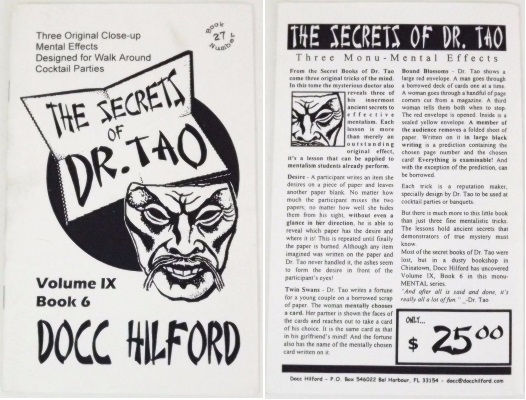 Three Original Close-up
Mental Effects
Designed for Walk Around
Cocktail Parties
Book
27
Number
THE SECRETS
OF
DR. TAO
Volume IX
Book 6
DOCC HILFORD
THE SECRETS OF DR. TAO
Three Monu-Mental Effects
From the Secret Books of Dr. Tao
come three original tricks of the mind.
In this tome the mysterious doctor also
reveals three of
his innermost
ancient secrets to
effective
mentalism. Each
lesson is more
than merely an
outstanding
original effect,
it's a lesson that can be applied to
mentalism students already perform.
Desire - A participant writes an item she
desires on a piece of paper and leaves
another paper blank. No matter how
much the participant mixes the two
papers; no matter how well she hides
them from his sight, without even a
glance in her direction, he is able to
reveal which paper has the desire and
where it is! This is repeated until finally
the paper is burned. Although any item
imagined was written on the paper and
Dr. Tao never handled it, the ashes seem
to form the desire in front of the
participant's eyes!
Twin Swans - Dr. Tao writes a fortune
for a young couple on a borrowed scrap
of paper. The woman mentally chooses
a card. Her partner is shown the faces of
the cards and reaches out to take a card
of his choice. It is the same card as that
in his girlfriend's mind! And the fortune
also has the name of the mentally chosen
card written on it.
Bound Blossoms - Dr. Tao shows a
large red envelope. A man goes through
a borrowed deck of cards one at a time.
A woman goes through a handful of page
corners cut from a magazine. A third
woman tells them both when to stop.
The red envelope is opened. Inside is a
sealed yellow envelope. A member of
the audience removes a folded sheet of
paper. Written on it in large black
writing is a prediction containing the
chosen page number and the chosen
card! Everything is examinable! And
with the exception of the prediction, can
be borrowed.
Each trick is a reputation maker,
specially design by Dr. Tao to be used at
cocktail parties or banquets.
But there is much more to this little book
than just three fine mentalistic tricks.
The lessons hold ancient secrets that
demonstrators of true mystery must
know
Most of the secret books of Dr. Tao were
lost, but in a dusty bookshop in
Chinatown, Docc Hilford has uncovered
Volume IX, Book 6 in this menu-
MENTAL series.
"And after all is said and done, it's
really all a lot of fun." _-Dr. Tao
ONLY...
$ 25.00
Docc Hilford - P.O. Box 546022 Bal Harbour, FL 33154 - docc@docchilford.com